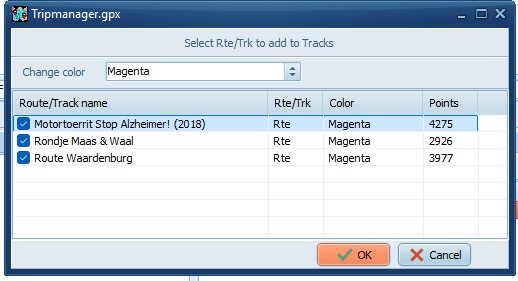 Tripmanager.gpx
Select Rte/Trk to add to Tracks
Change color Magenta
Route/Track name Rte/Trk Color Points
Motortoerrit Stop Alzheimer! (2018) Rte Magenta 4275
Rondje Maas & Waal Rte Magenta 2926
Route Waardenburg Rte Magenta 3977
OK Cancel